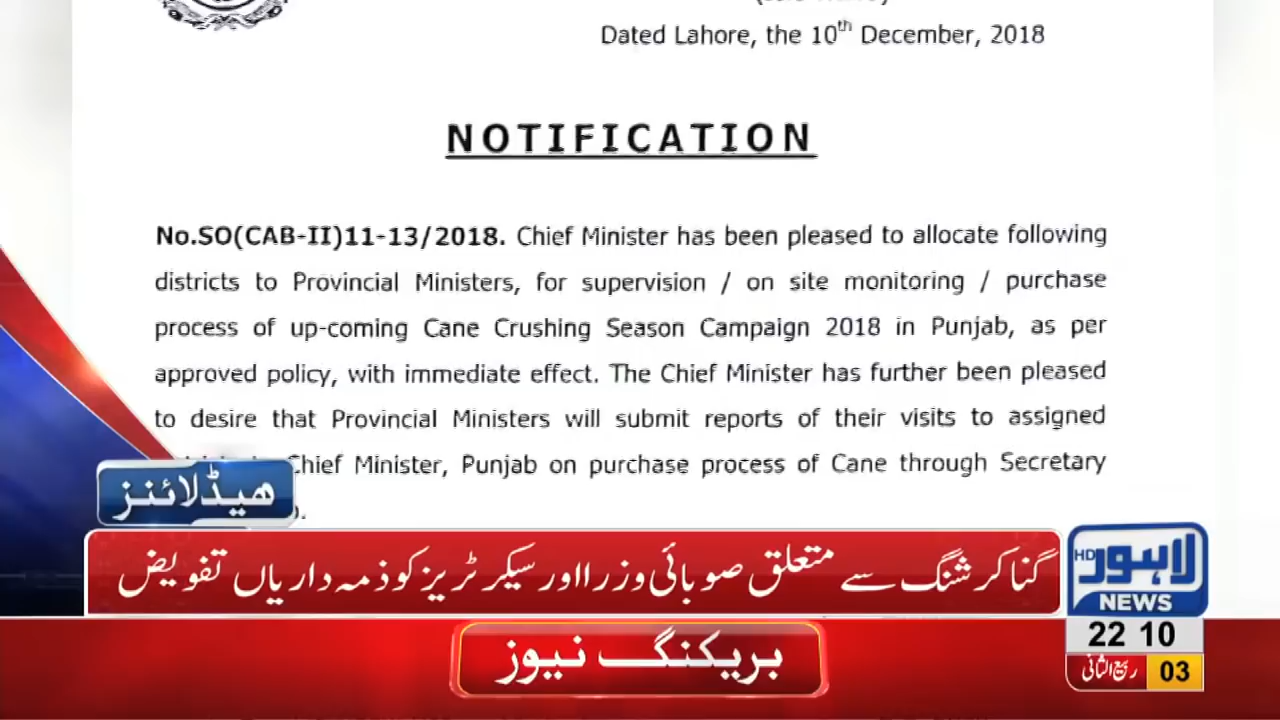 Dated Lahore, the 10th December, 2018
NOTIFICATION
No.SO(CAB-II)11-13/2018. Chief Minister has been pleased to allocate following
districts to Provincial Ministers, for supervision / on site monitoring / purchase
process of up-coming Cane Crushing Season Campaign 2018 in Punjab, as per
approved policy, with immediate effect. The Chief Minister has further been pleased
to desire that Provincial Ministers will submit reports of their visits to assigned
Chief Minister, Punjab on purchase process of Cane through Secretary
ہیڈلائنز
گنا کرشنگ سے متعلق صوبائی وزرا اور سیکرٹریز کو ذمہ داریاں تفویض
لاہور HD
NEWS
بریکنگ نیوز
22 10
ربیع الثانی 03